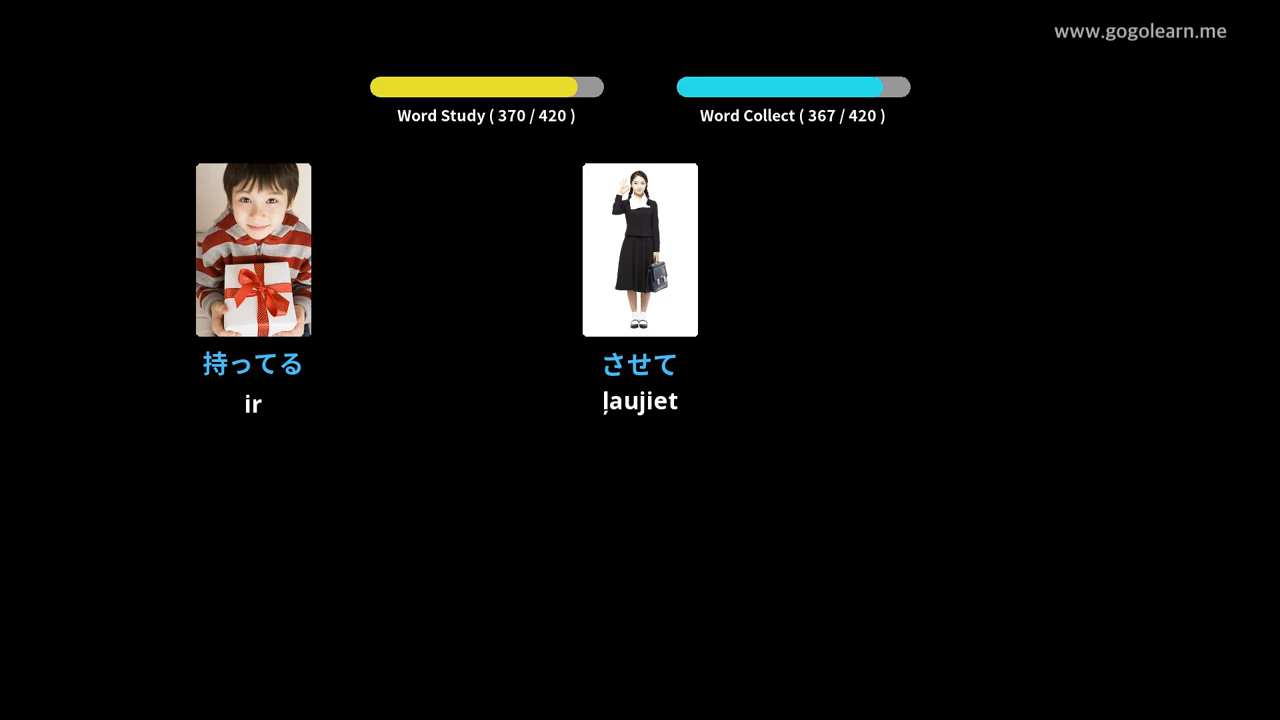 www.gogolearn.me
Word Study ( 370 / 420 )
Word Collect ( 367 / 420 )
持ってる
ir
させて
ļaujiet